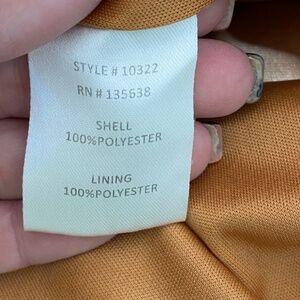 STYLE # 10322
RN # 135638
SHELL
100%POLYESTER
LINING
100%POLYESTER